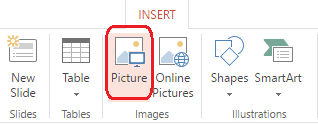 INSERT
New
Slide
Table
Picture
Online
Pictures
Shapes
SmartArt
Slides
Tables
Images
Illustrations